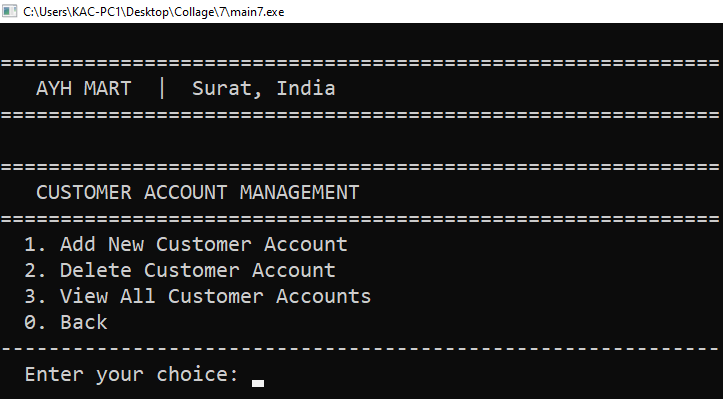 C:\Users\KAC-PC1\Desktop\Collage\7\main7.exe
============================================================
AYH MART | Surat, India
============================================================
============================================================
CUSTOMER ACCOUNT MANAGEMENT
============================================================
1. Add New Customer Account
2. Delete Customer Account
3. View All Customer Accounts
0. Back
------------------------------------------------------------
Enter your choice: